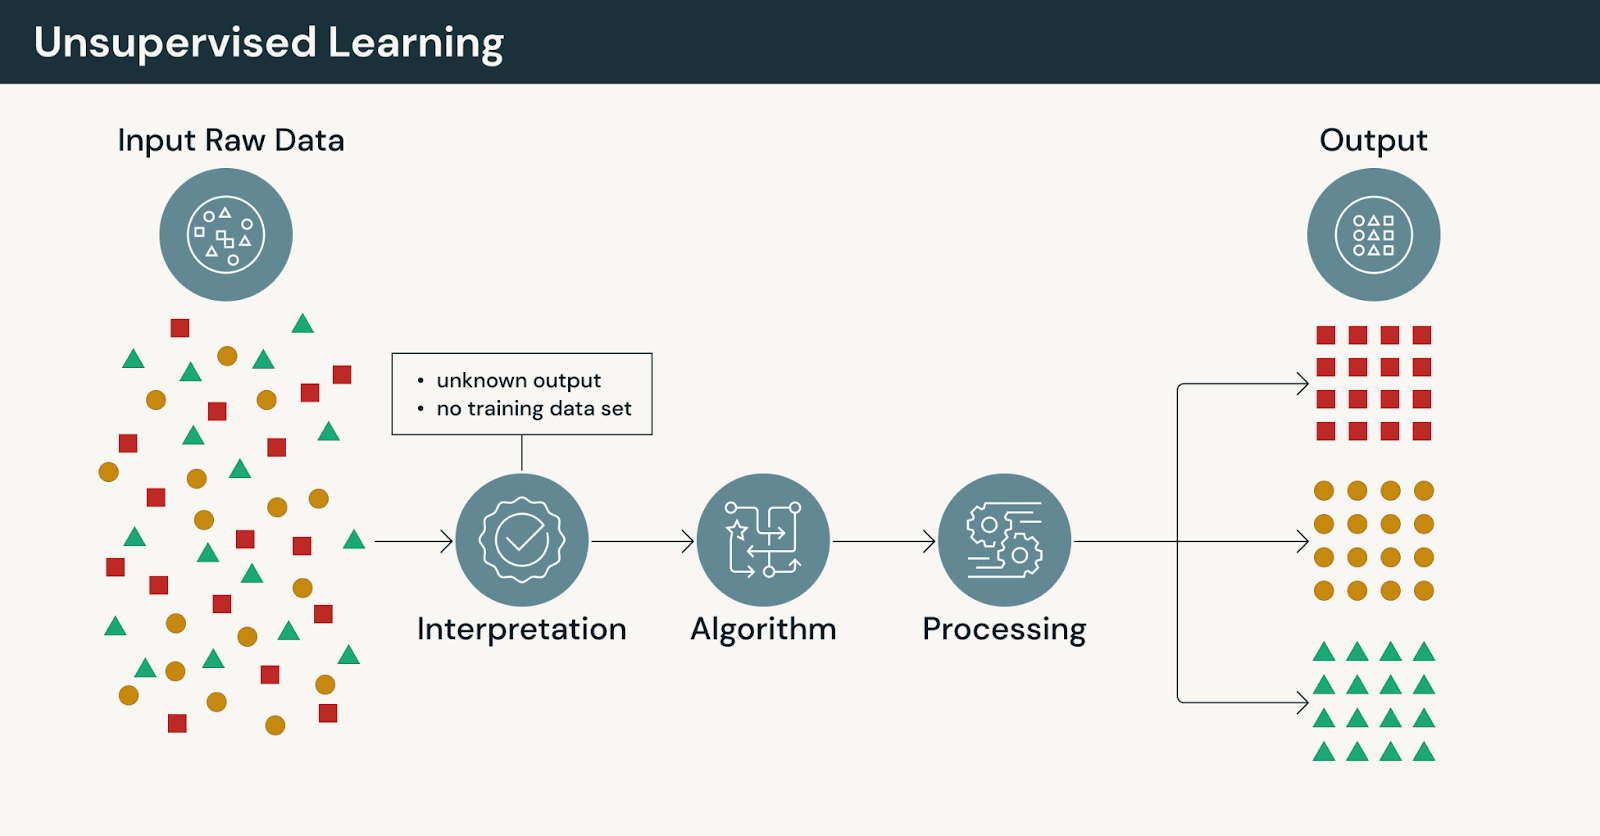 Unsupervised Learning
Input Raw Data
Output
• unknown output
• no training data set
Interpretation
Algorithm
Processing